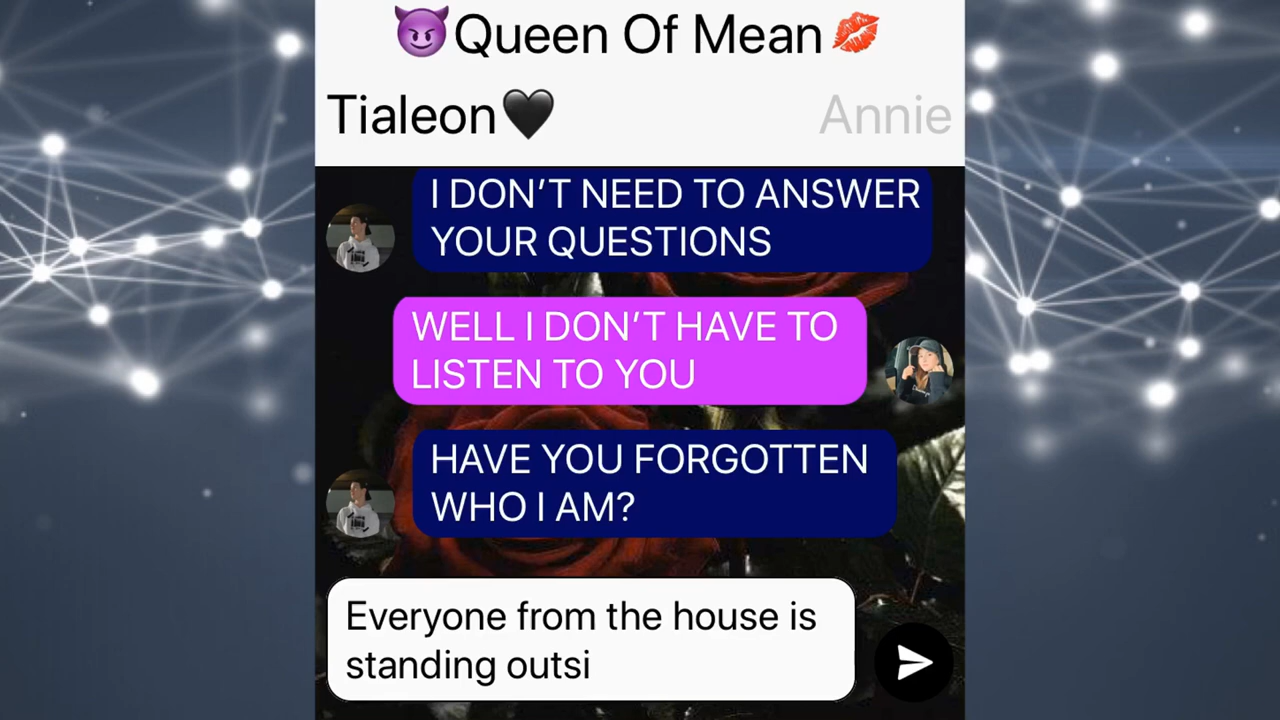 😈Queen Of Mean💋
Tialeon🖤 Annie
I DON’T NEED TO ANSWER
YOUR QUESTIONS
WELL I DON’T HAVE TO
LISTEN TO YOU
HAVE YOU FORGOTTEN
WHO I AM?
Everyone from the house is
standing outsi